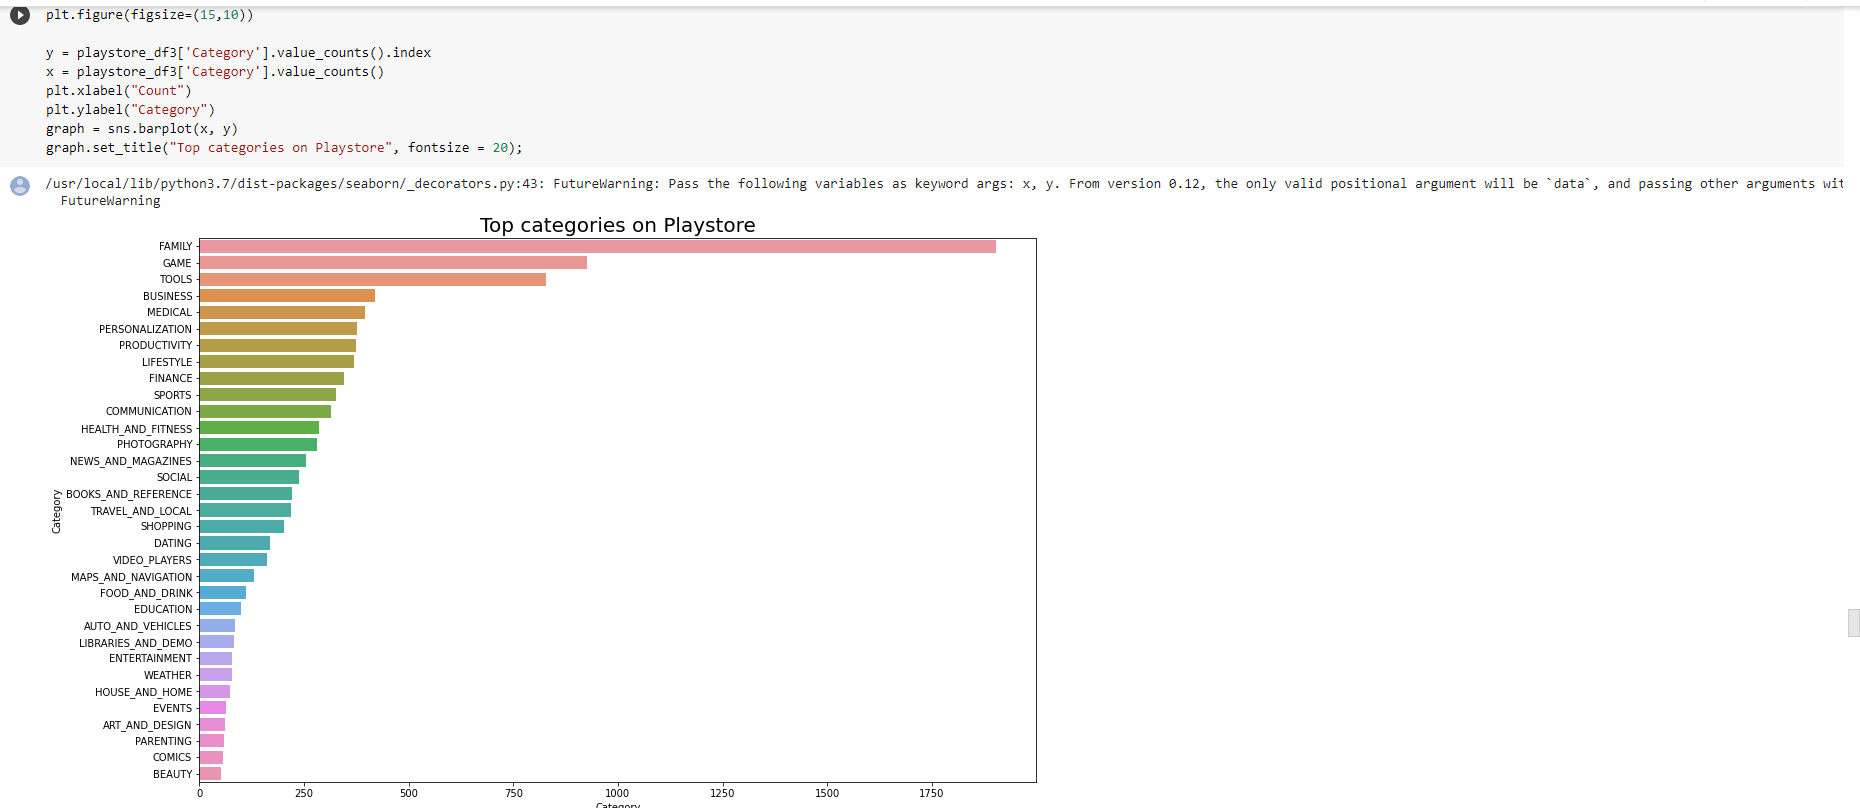 plt.figure(figsize=(15,10))
y = playstore_df3['Category'].value_counts().index
x = playstore_df3['Category'].value_counts()
plt.xlabel("Count")
plt.ylabel("Category")
graph = sns.barplot(x, y)
graph.set_title("Top categories on Playstore", fontsize = 20);
/usr/local/lib/python3.7/dist-packages/seaborn/_decorators.py:43: FutureWarning: Pass the following variables as keyword args: x, y. From version 0.12, the only valid positional argument will be `data`, and passing other arguments wit
FutureWarning
Top categories on Playstore
FAMILY
GAME
TOOLS
BUSINESS
MEDICAL
PERSONALIZATION
PRODUCTIVITY
LIFESTYLE
FINANCE
SPORTS
COMMUNICATION
HEALTH_AND_FITNESS
PHOTOGRAPHY
NEWS_AND_MAGAZINES
SOCIAL
BOOKS_AND_REFERENCE
TRAVEL_AND_LOCAL
SHOPPING
DATING
VIDEO_PLAYERS
MAPS_AND_NAVIGATION
FOOD_AND_DRINK
EDUCATION
AUTO_AND_VEHICLES
LIBRARIES_AND_DEMO
ENTERTAINMENT
WEATHER
HOUSE_AND_HOME
EVENTS
ART_AND_DESIGN
PARENTING
COMICS
BEAUTY
Category
0 250 500 750 1000 1250 1500 1750
Category